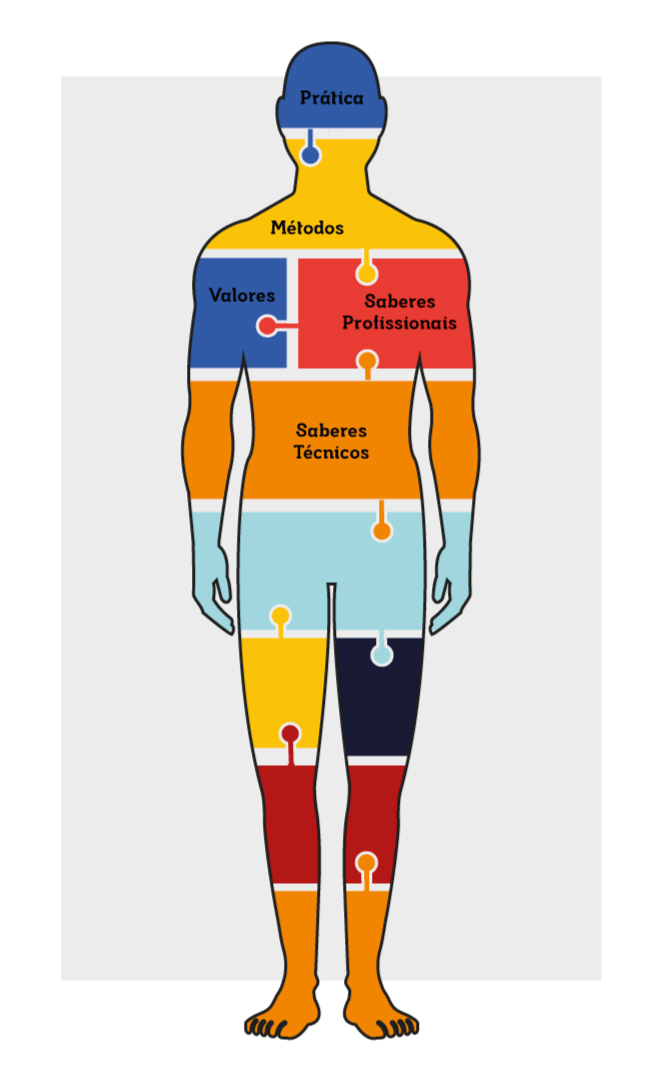 Prática
Métodos
Valores
Saberes
Profissionais
Saberes
Técnicos